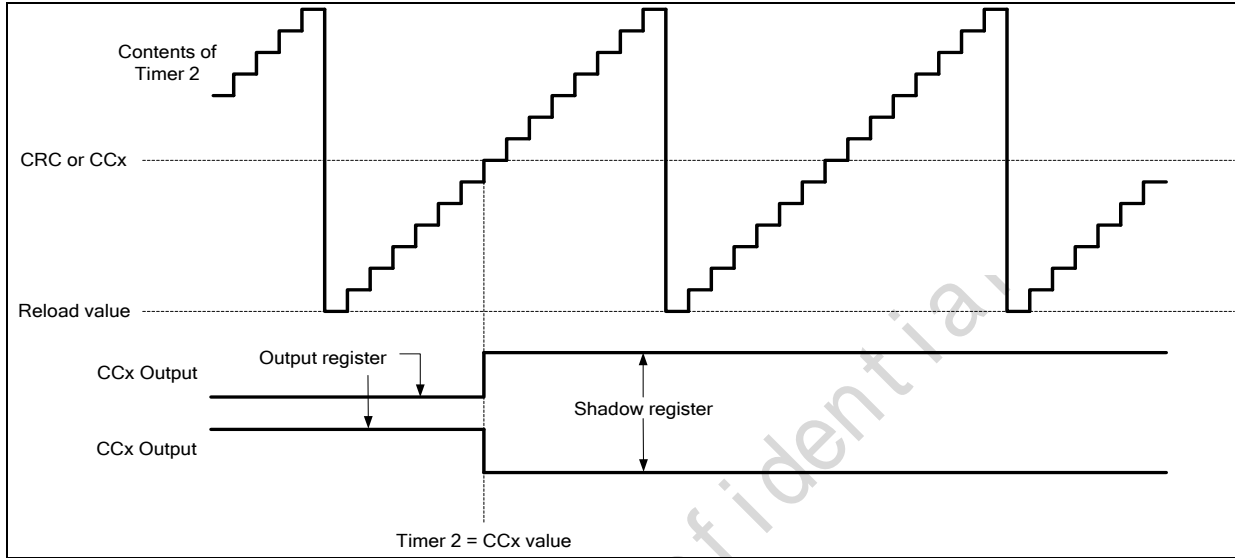 Contents of
Timer 2
CRC or CCx
Reload value
Output register
CCx Output
Shadow register
CCx Output
Timer 2 = CCx value